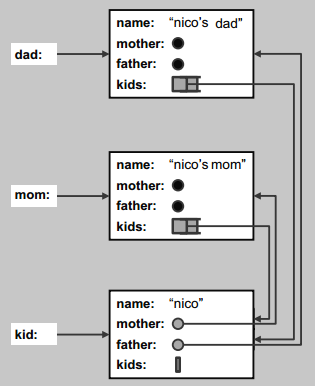 dad:
name: “nico’s dad”
mother:
father:
kids:
mom:
name: “nico’s mom”
mother:
father:
kids:
kid:
name: “nico”
mother:
father:
kids: